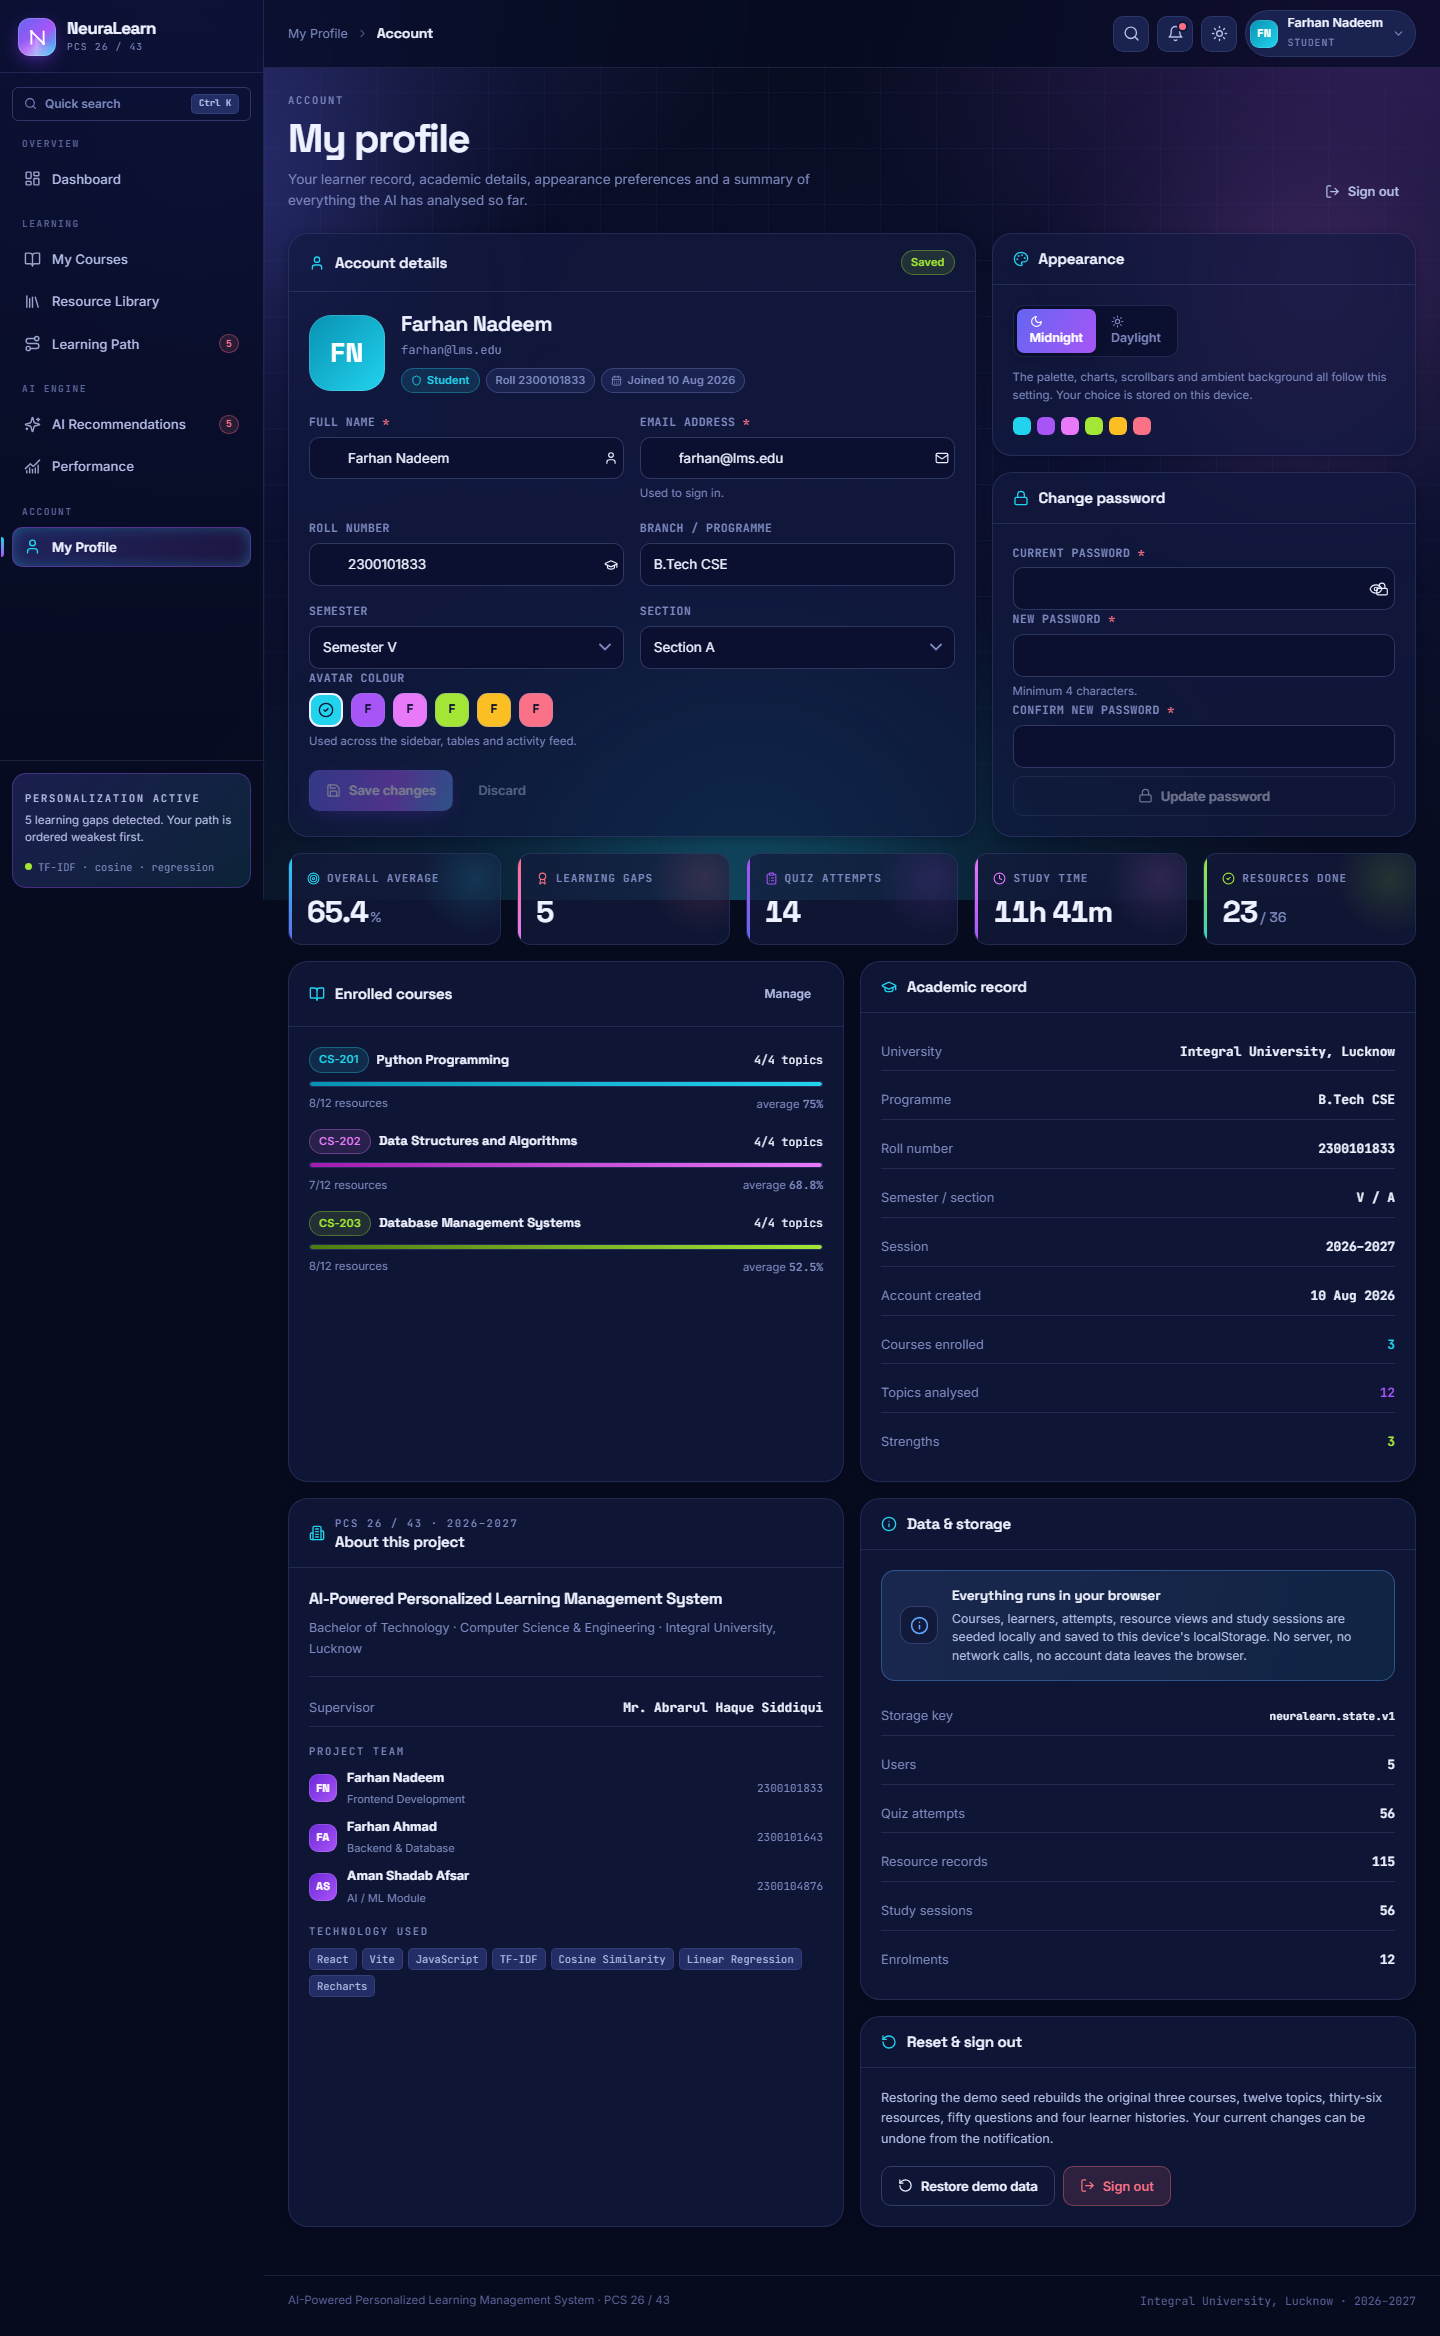 NeuraLearn
PCS 26 / 43
Quick search
Ctrl K
OVERVIEW
Dashboard
LEARNING
My Courses
Resource Library
Learning Path
5
AI ENGINE
AI Recommendations
5
Performance
ACCOUNT
My Profile
PERSONALIZATION ACTIVE
5 learning gaps detected. Your path is
ordered weakest first.
TF-IDF · cosine · regression
My Profile
Account
FN
Farhan Nadeem
STUDENT
ACCOUNT
My profile
Your learner record, academic details, appearance preferences and a summary of
everything the AI has analysed so far.
Sign out
Account details
Saved
FN
Farhan Nadeem
farhan@lms.edu
Student
Roll 2300101833
Joined 10 Aug 2026
FULL NAME *
Farhan Nadeem
EMAIL ADDRESS *
farhan@lms.edu
Used to sign in.
ROLL NUMBER
2300101833
BRANCH / PROGRAMME
B.Tech CSE
SEMESTER
Semester V
SECTION
Section A
AVATAR COLOUR
F
F
F
F
F
Used across the sidebar, tables and activity feed.
Save changes
Discard
Appearance
Midnight
Daylight
The palette, charts, scrollbars and ambient background all follow this
setting. Your choice is stored on this device.
Change password
CURRENT PASSWORD *
NEW PASSWORD *
Minimum 4 characters.
CONFIRM NEW PASSWORD *
Update password
OVERALL AVERAGE
65.4%
LEARNING GAPS
5
QUIZ ATTEMPTS
14
STUDY TIME
11h 41m
RESOURCES DONE
23 / 36
Enrolled courses
Manage
CS-201 Python Programming
4/4 topics
8/12 resources
average 75%
CS-202 Data Structures and Algorithms
4/4 topics
7/12 resources
average 68.8%
CS-203 Database Management Systems
4/4 topics
8/12 resources
average 52.5%
Academic record
University
Integral University, Lucknow
Programme
B.Tech CSE
Roll number
2300101833
Semester / section
V / A
Session
2026-2027
Account created
10 Aug 2026
Courses enrolled
3
Topics analysed
12
Strengths
3
PCS 26 / 43 · 2026-2027
About this project
AI-Powered Personalized Learning Management System
Bachelor of Technology · Computer Science & Engineering · Integral University,
Lucknow
Supervisor
Mr. Abrarul Haque Siddiqui
PROJECT TEAM
FN
Farhan Nadeem
Frontend Development
2300101833
FA
Farhan Ahmad
Backend & Database
2300101643
AS
Aman Shadab Afsar
AI / ML Module
2300104876
TECHNOLOGY USED
React
Vite
JavaScript
TF-IDF
Cosine Similarity
Linear Regression
Recharts
Data & storage
Everything runs in your browser
Courses, learners, attempts, resource views and study sessions are
seeded locally and saved to this device's localStorage. No server, no
network calls, no account data leaves the browser.
Storage key
neuralearn.state.v1
Users
5
Quiz attempts
56
Resource records
115
Study sessions
56
Enrolments
12
Reset & sign out
Restoring the demo seed rebuilds the original three courses, twelve topics, thirty-six
resources, fifty questions and four learner histories. Your current changes can be
undone from the notification.
Restore demo data
Sign out
AI-Powered Personalized Learning Management System · PCS 26 / 43
Integral University, Lucknow · 2026-2027